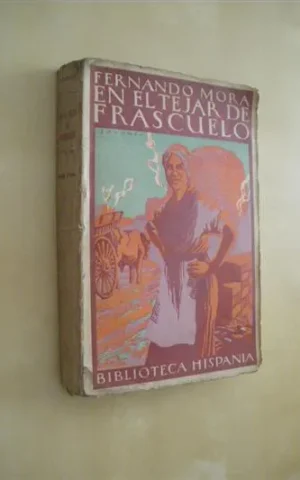 FERNANDO MORA
EN EL TEJAR DE
FRASCUELO
BIBLIOTECA HISPANIA